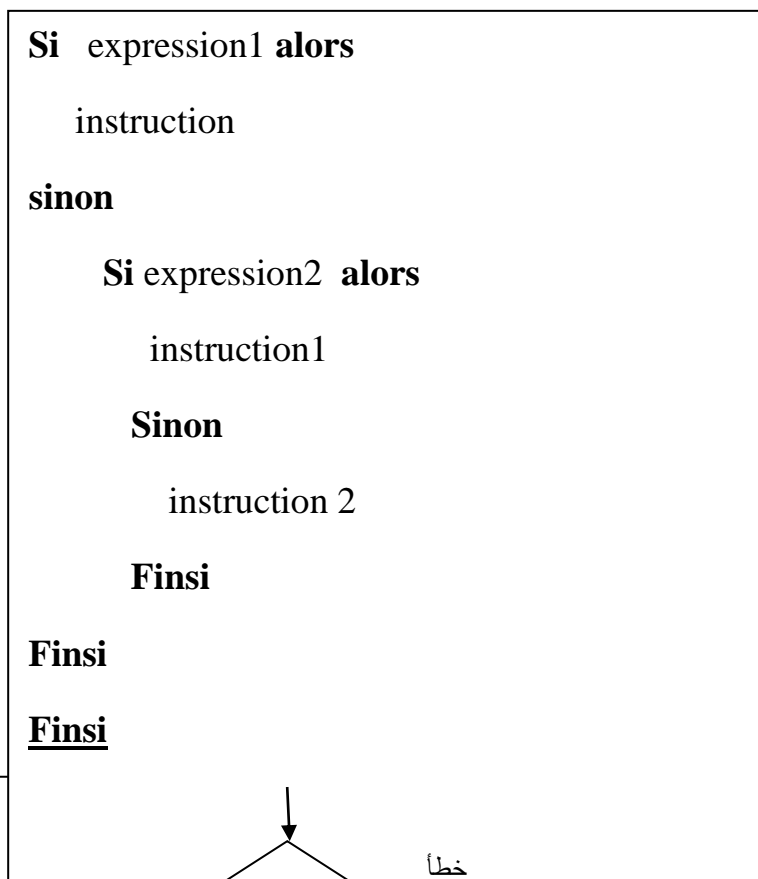 Si expression1 alors
instruction
sinon
Si expression2 alors
instruction1
Sinon
instruction 2
Finsi
Finsi
Finsi
خطأ